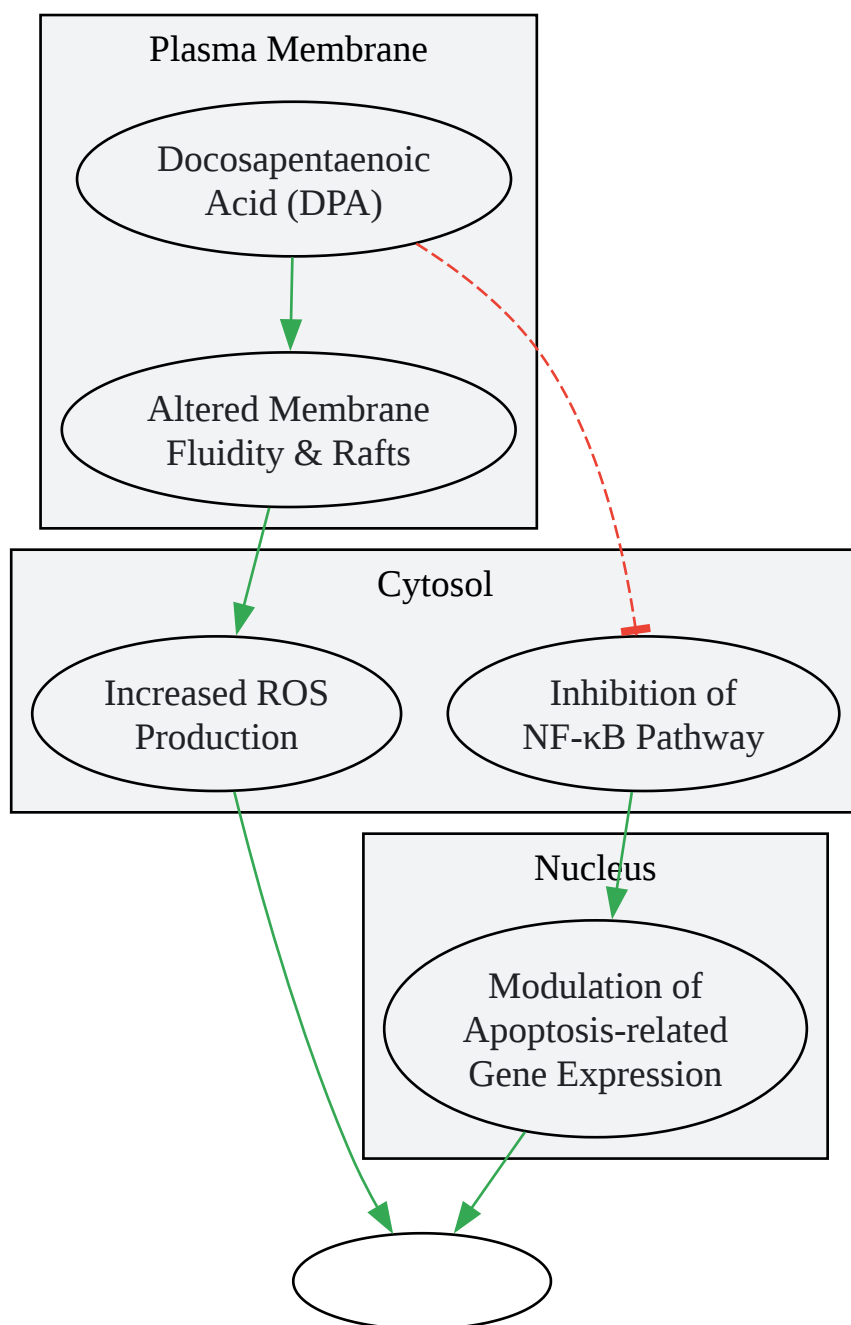 Plasma Membrane
Docosapentaenoic
Acid (DPA)
Altered Membrane
Fluidity & Rafts
Cytosol
Increased ROS
Production
Inhibition of
NF-κB Pathway
Nucleus
Modulation of
Apoptosis-related
Gene Expression